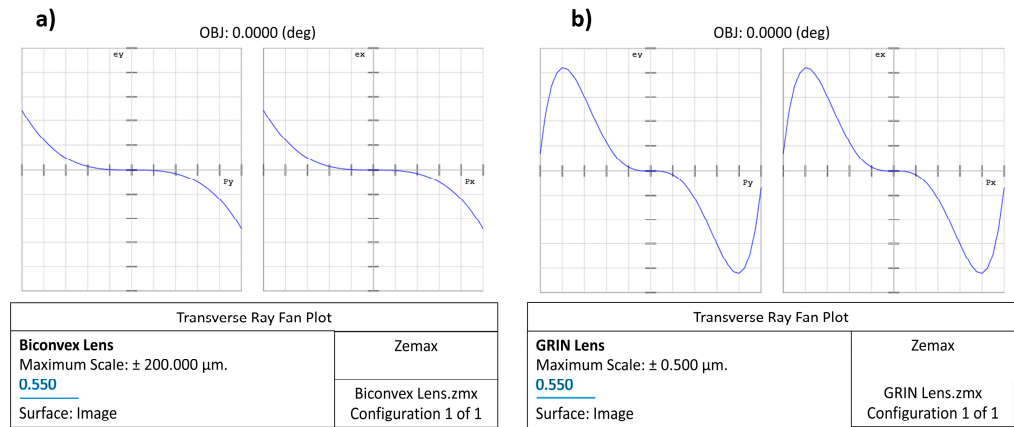 a)
OBJ: 0.0000 (deg)
ey
Py
ex
Px
Transverse Ray Fan Plot
Biconvex Lens
Maximum Scale: ± 200.000 µm.
0.550
Surface: Image
Zemax
Biconvex Lens.zmx
Configuration 1 of 1
b)
OBJ: 0.0000 (deg)
ey
Py
ex
Px
Transverse Ray Fan Plot
GRIN Lens
Maximum Scale: ± 0.500 µm.
0.550
Surface: Image
Zemax
GRIN Lens.zmx
Configuration 1 of 1